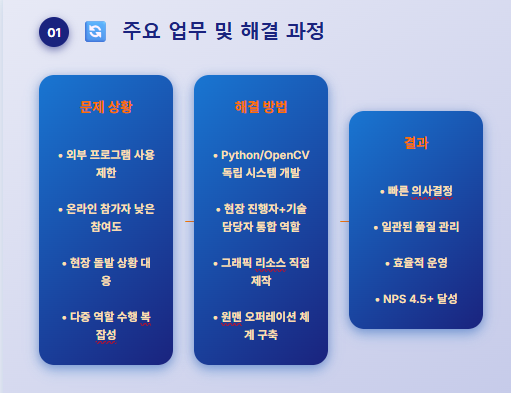 01 주요 업무 및 해결 과정
문제 상황
• 외부 프로그램 사용
제한
• 온라인 참가자 낮은
참여도
• 현장 돌발 상황 대
응
• 다중 역할 수행 복
잡성
해결 방법
• Python/OpenCV
독립 시스템 개발
• 현장 진행자+기술
담당자 통합 역할
• 그래픽 리소스 직접
제작
• 원맨 오퍼레이션 체
계 구축
결과
• 빠른 의사결정
• 일관된 품질 관리
• 효율적 운영
• NPS 4.5+ 달성